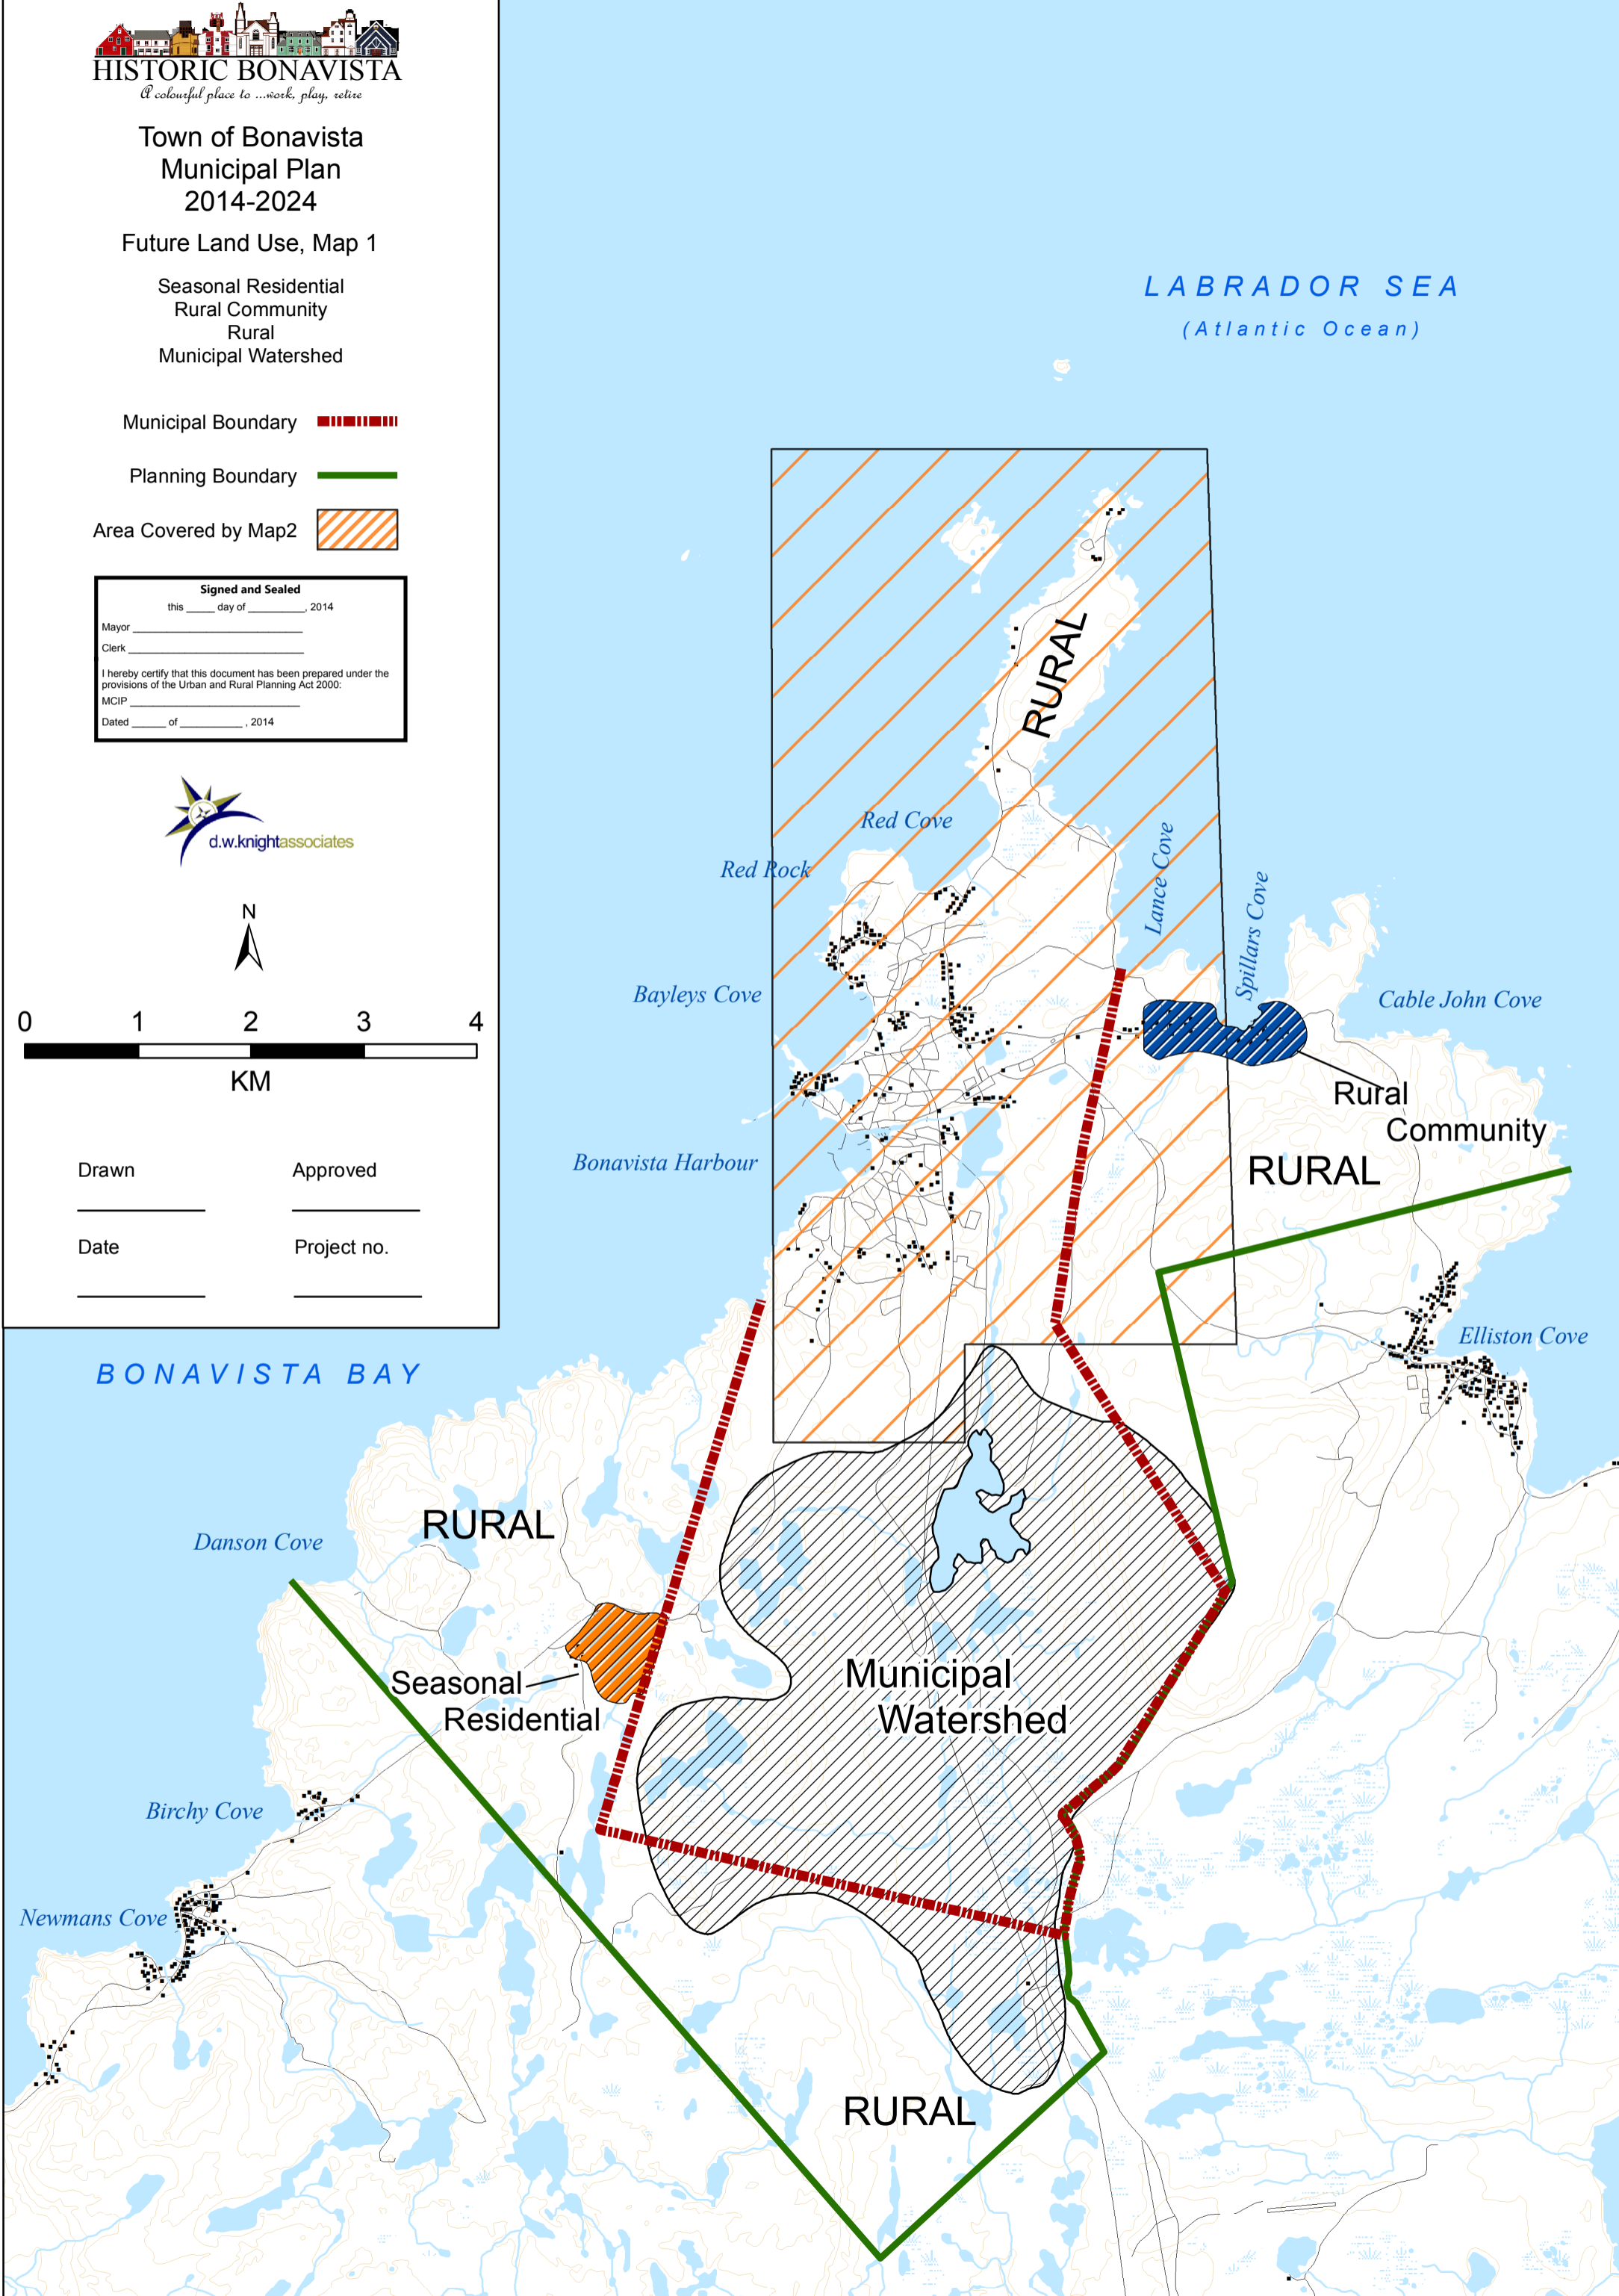 HISTORIC BONAVISTA
A colourful place to ...work, play, retire
Town of Bonavista
Municipal Plan
2014-2024
Future Land Use, Map 1
Seasonal Residential
Rural Community
Rural
Municipal Watershed
Municipal Boundary
Planning Boundary
Area Covered by Map2
Signed and Sealed
this _____ day of __________, 2014
Mayor ______________________________
Clerk _______________________________
I hereby certify that this document has been prepared under the
provisions of the Urban and Rural Planning Act 2000:
MCIP ______________________________
Dated ______ of ___________ , 2014
d.w.knightassociates
N
0 1 2 3 4
KM
Drawn Approved
Date Project no.
LABRADOR SEA
(Atlantic Ocean)
RURAL
Red Cove
Red Rock
Lance Cove
Spillars Cove
Bayleys Cove
Cable John Cove
Rural
Community
Bonavista Harbour
RURAL
Elliston Cove
BONAVISTA BAY
RURAL
Danson Cove
Seasonal
Residential
Municipal
Watershed
Birchy Cove
Newmans Cove
RURAL